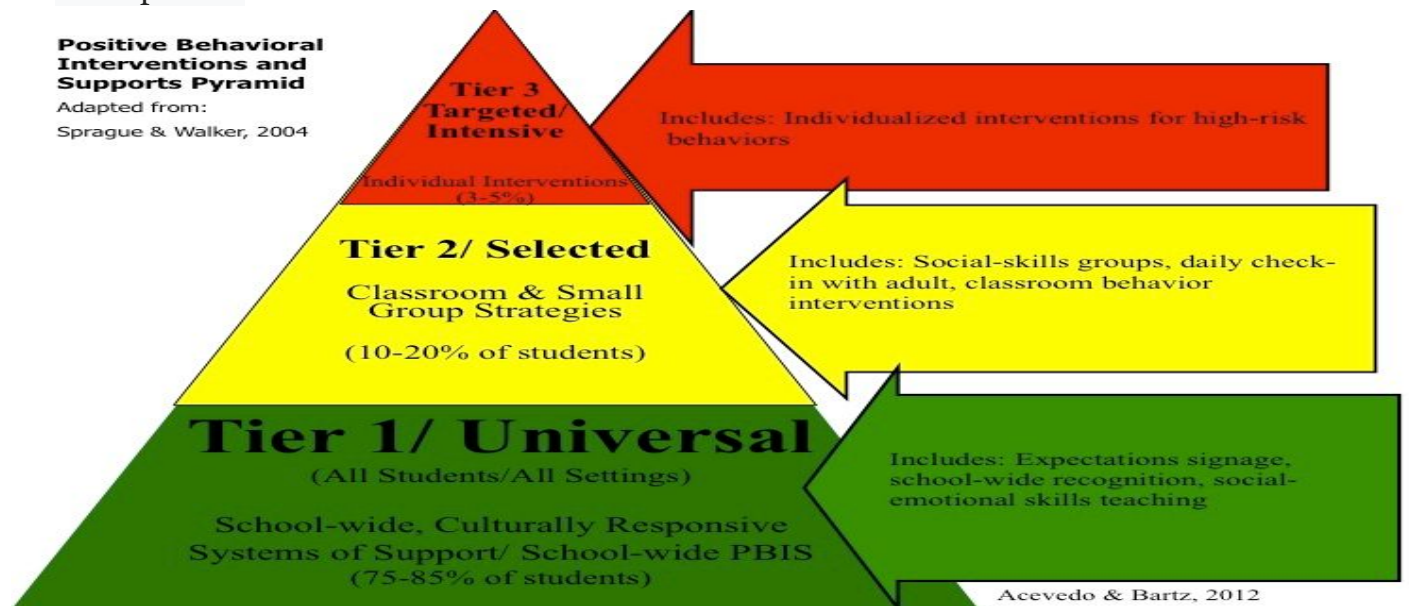 Positive Behavioral
Interventions and
Supports Pyramid
Adapted from:
Sprague & Walker, 2004
Tier 3
Targeted/
Intensive
Individual Interventions
(3-5%)
Includes: Individualized interventions for high-risk
behaviors
Tier 2/ Selected
Classroom & Small
Group Strategies
(10-20% of students)
Includes: Social-skills groups, daily check-
in with adult, classroom behavior
interventions
Tier 1/ Universal
(All Students/All Settings)
School-wide, Culturally Responsive
Systems of Support/ School-wide PBIS
(75-85% of students)
Includes: Expectations signage,
school-wide recognition, social-
emotional skills teaching
Acevedo & Bartz, 2012